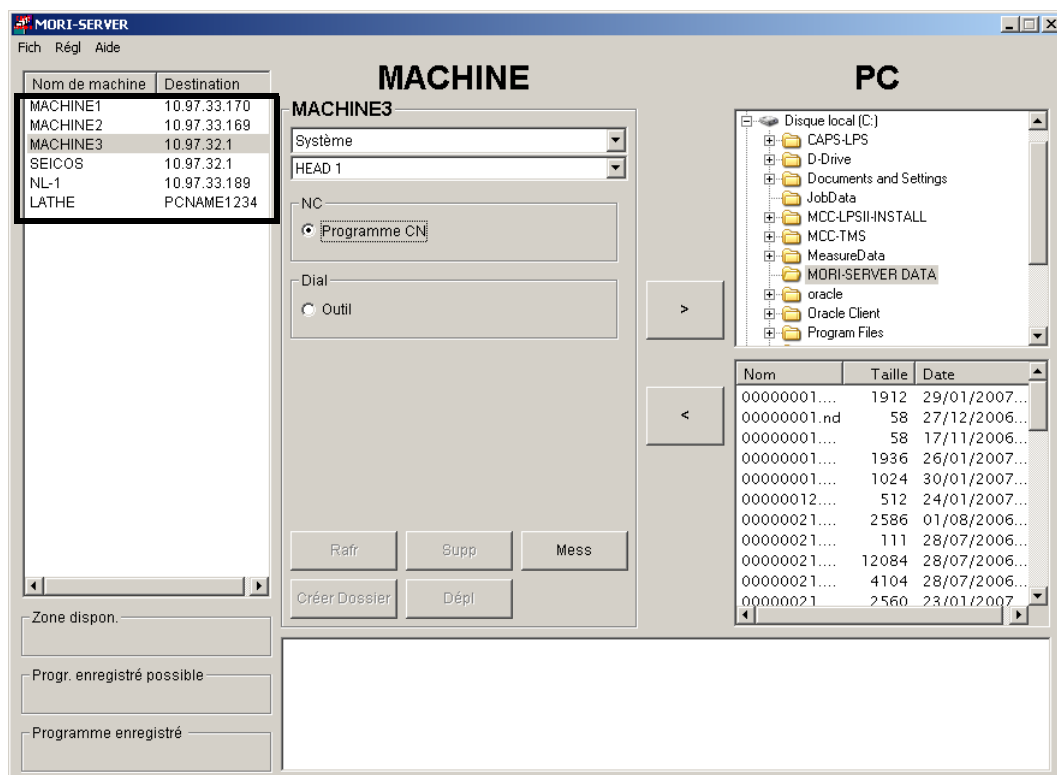 MORI-SERVER
Fich Régl Aide
Nom de machine Destination
MACHINE1 10.97.33.170
MACHINE2 10.97.33.169
MACHINE3 10.97.32.1
SEICOS 10.97.32.1
NL-1 10.97.33.189
LATHE PCNAME1234
Zone dispon.
Progr. enregistré possible
Programme enregistré
MACHINE
MACHINE3
Système
HEAD 1
NC
Programme CN
Dial
Outil
Rafr Supp Mess
Créer Dossier Dépl
>
<
PC
Disque local (C:)
CAPS-LPS
D-Drive
Documents and Settings
JobData
MCC-LPSII-INSTALL
MCC-TMS
MeasureData
MORI-SERVER DATA
oracle
Oracle Client
Program Files
Nom Taille Date
00000001.... 1912 29/01/2007...
00000001.nd 58 27/12/2006...
00000001.... 58 17/11/2006...
00000001.... 1936 26/01/2007...
00000001.... 1024 30/01/2007...
00000012.... 512 24/01/2007...
00000021.... 2586 01/08/2006...
00000021.... 111 28/07/2006...
00000021.... 12084 28/07/2006...
00000021.... 4104 28/07/2006...
00000021 2560 23/01/2007